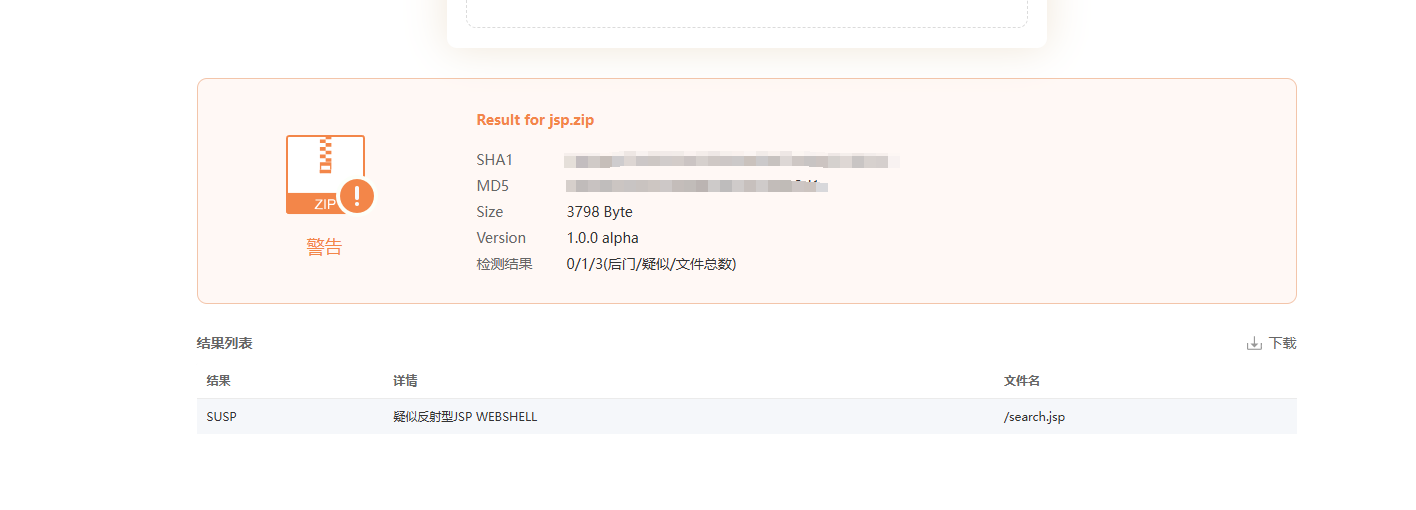 Result for jsp.zip
SHA1
MD5
Size 3798 Byte
Version 1.0.0 alpha
检测结果 0/1/3(后门/疑似/文件总数)
ZIP
警告
结果列表 下载
结果 详情 文件名
SUSP 疑似反射型JSP WEBSHELL /search.jsp